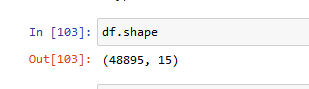 In [103]: df.shape
Out[103]: (48895, 15)